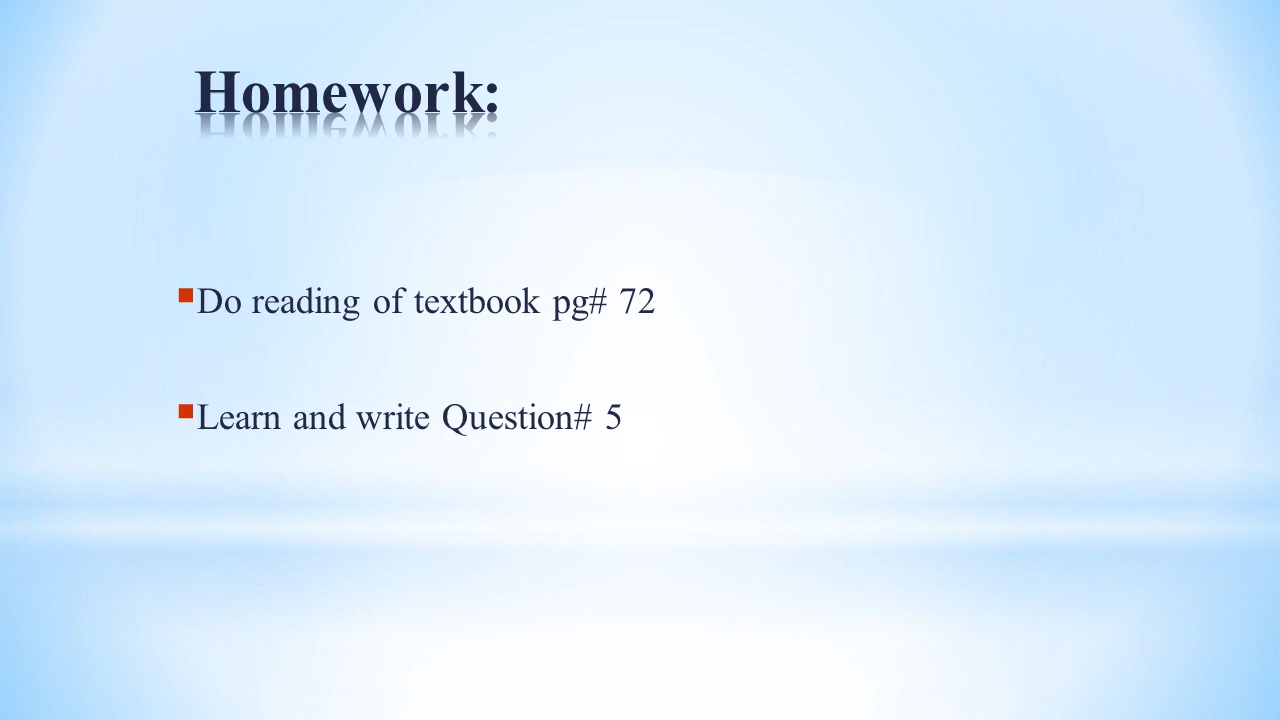 Homework:
Do reading of textbook pg# 72
Learn and write Question# 5